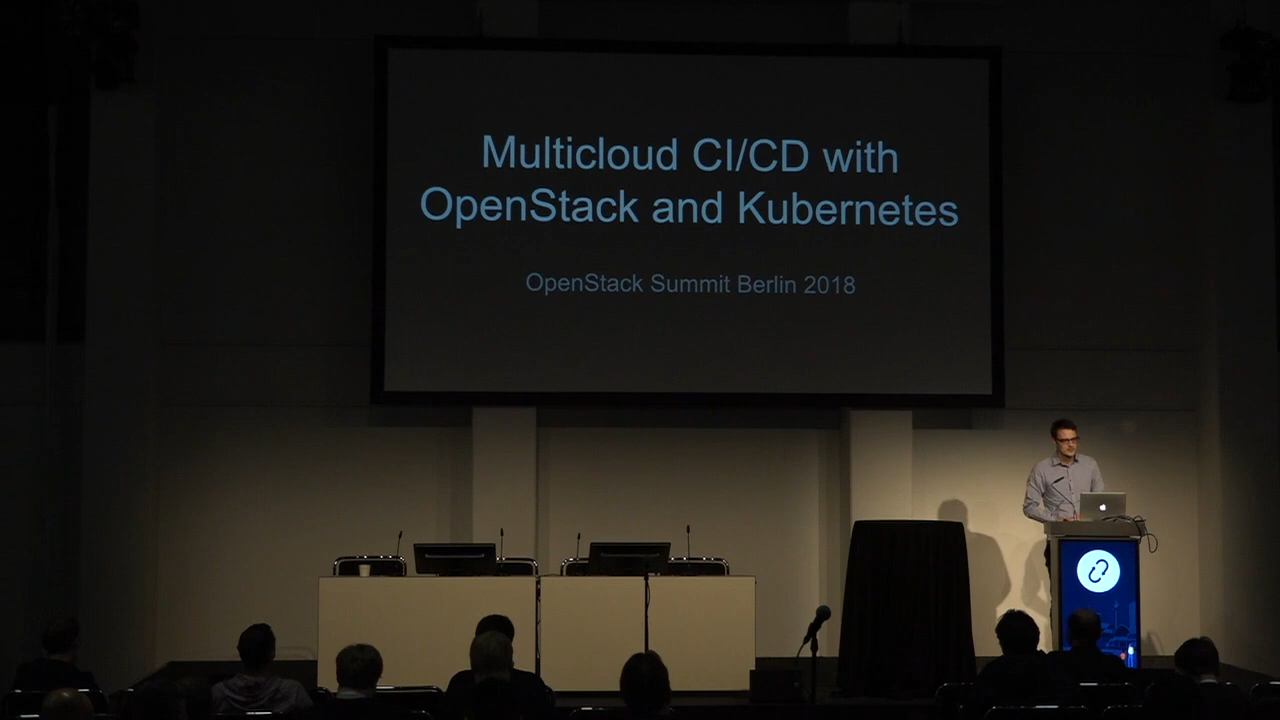 Multicloud CI/CD with
OpenStack and Kubernetes
OpenStack Summit Berlin 2018